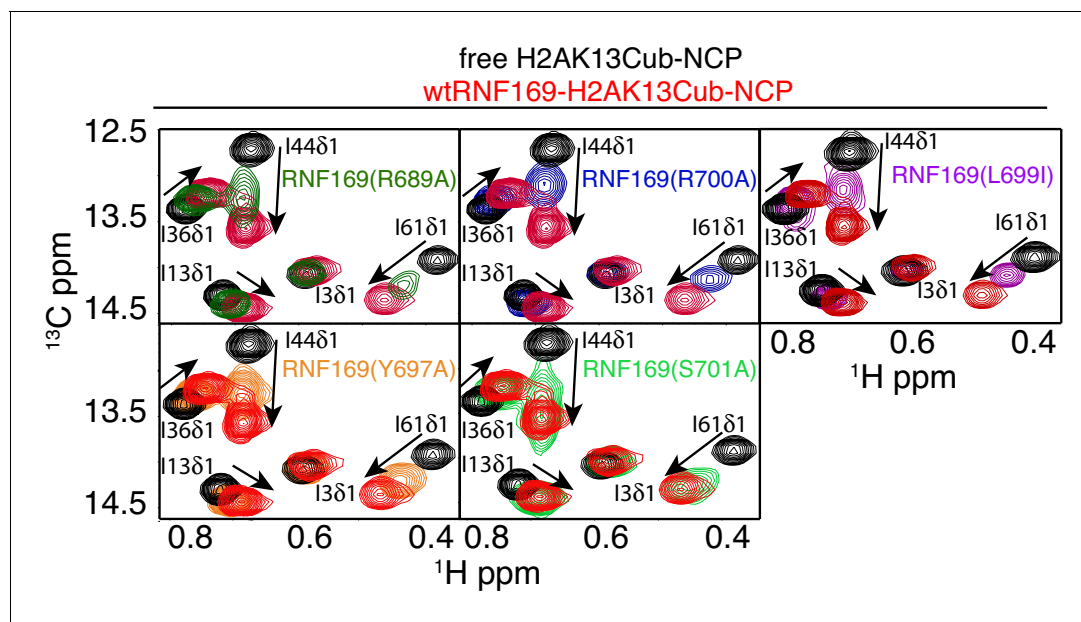 free H2AK13Cub-NCP
wtRNF169-H2AK13Cub-NCP
12.5
13.5
14.5
13.5
14.5
¹³C ppm
I44δ1
RNF169(R689A)
I36δ1
I61δ1
I13δ1
I3δ1
I44δ1
RNF169(R700A)
I36δ1
I61δ1
I13δ1
I3δ1
I44δ1
RNF169(L699I)
I36δ1
I61δ1
I13δ1
I3δ1
0.8 0.6 0.4
¹H ppm
I44δ1
RNF169(Y697A)
I36δ1
I61δ1
I13δ1
I3δ1
I44δ1
RNF169(S701A)
I36δ1
I61δ1
I13δ1
I3δ1
0.8 0.6 0.4 0.8 0.6 0.4
¹H ppm